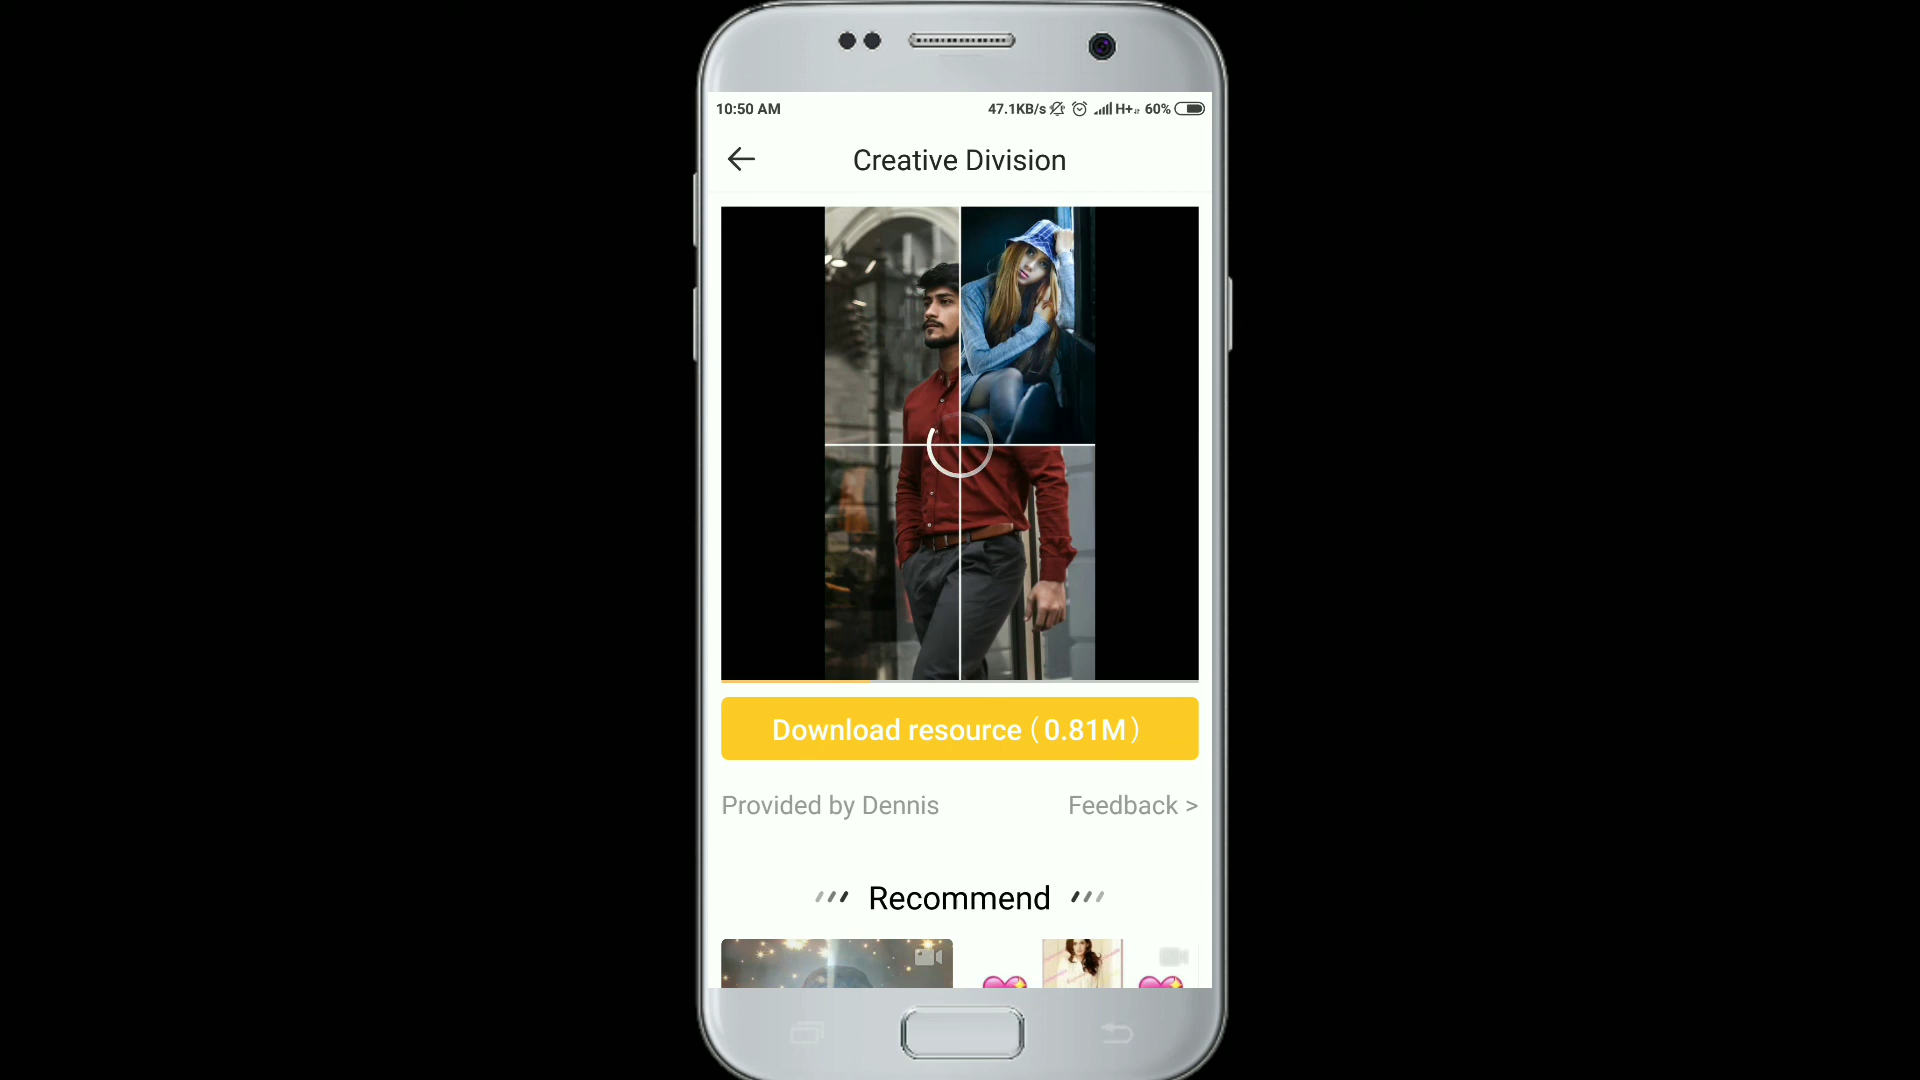 10:50 AM
47.1KB/s H+ 60%
Creative Division
Download resource (0.81M)
Provided by Dennis
Feedback >
Recommend